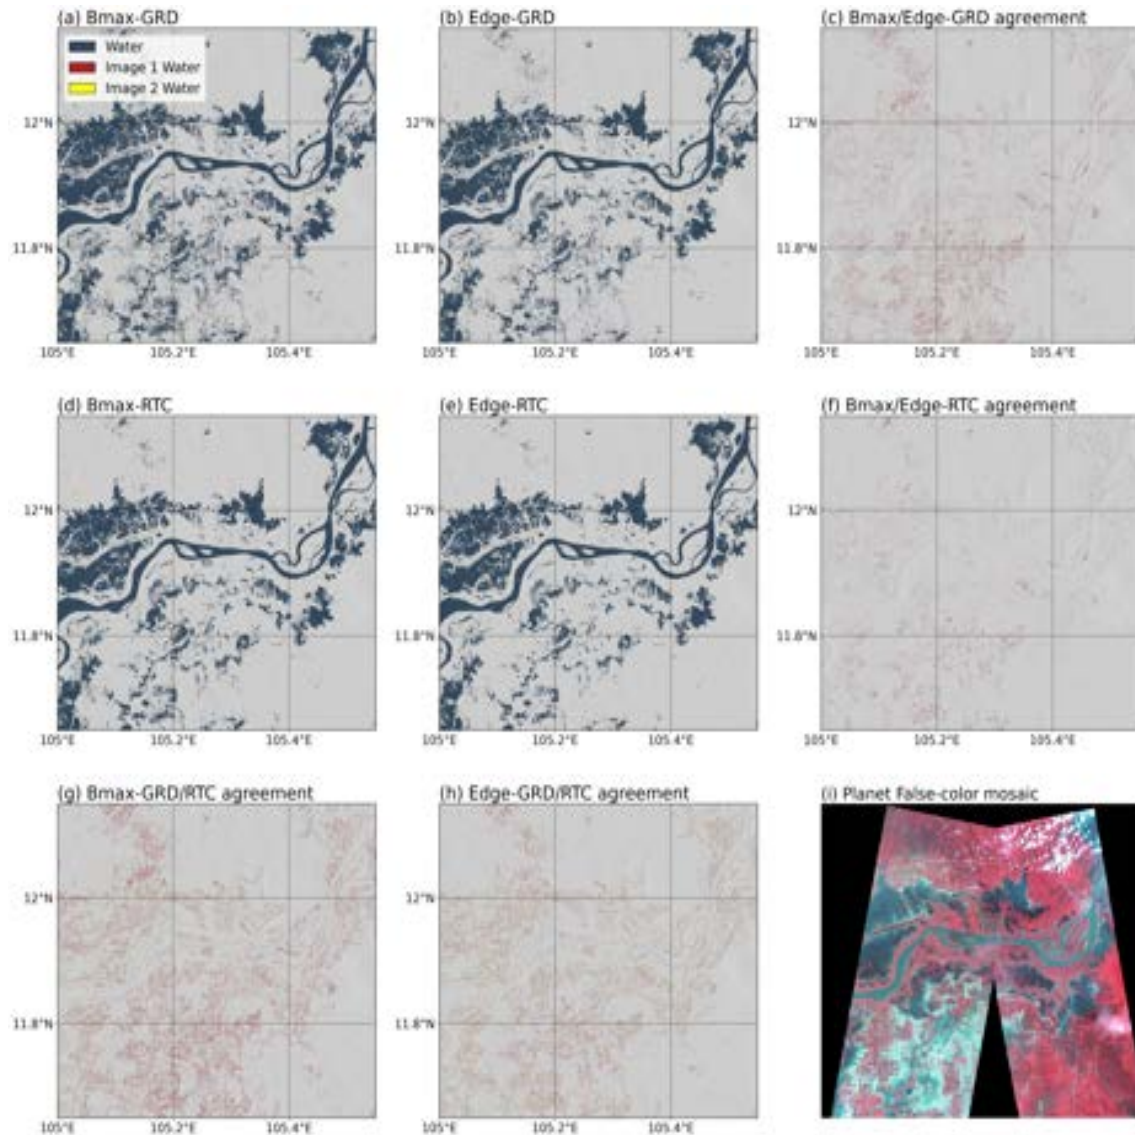 (a) Bmax-GRD
(b) Edge-GRD
(c) Bmax/Edge-GRD agreement
Water
Image 1 Water
Image 2 Water
12°N
12°N
12°N
11.8°N
11.8°N
11.8°N
105°E 105.2°E 105.4°E
105°E 105.2°E 105.4°E
105°E 105.2°E 105.4°E
(d) Bmax-RTC
(e) Edge-RTC
(f) Bmax/Edge-RTC agreement
12°N
12°N
12°N
11.8°N
11.8°N
11.8°N
105°E 105.2°E 105.4°E
105°E 105.2°E 105.4°E
105°E 105.2°E 105.4°E
(g) Bmax-GRD/RTC agreement
(h) Edge-GRD/RTC agreement
(i) Planet False-color mosaic
12°N
12°N
11.8°N
11.8°N
105°E 105.2°E 105.4°E
105°E 105.2°E 105.4°E